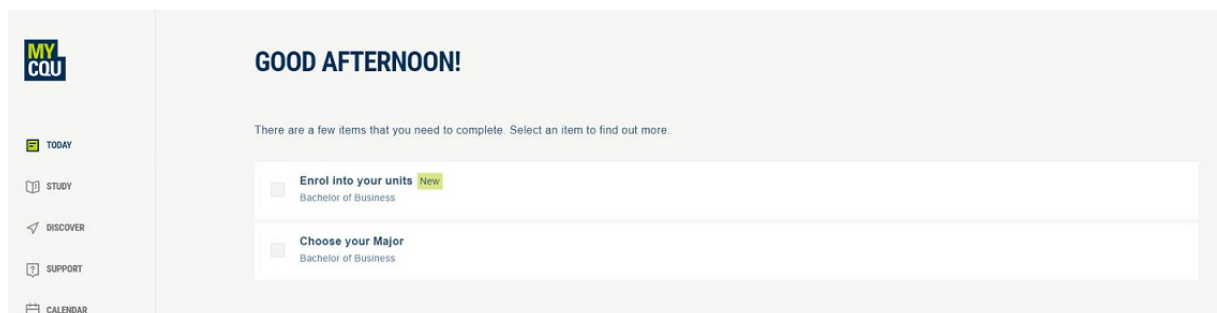 MY
CQU
TODAY
STUDY
DISCOVER
SUPPORT
CALENDAR
GOOD AFTERNOON!
There are a few items that you need to complete. Select an item to find out more.
Enrol into your units New
Bachelor of Business
Choose your Major
Bachelor of Business